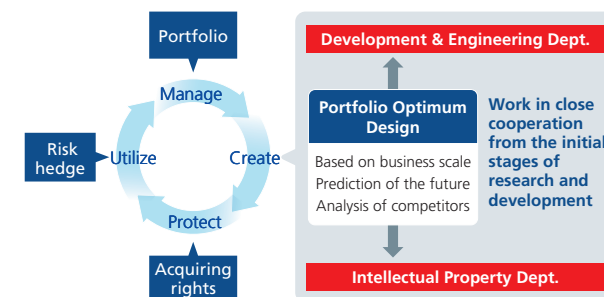 Portfolio
Manage
Risk
hedge
Utilize
Create
Protect
Acquiring
rights
Development & Engineering Dept.
Portfolio Optimum
Design
Based on business scale
Prediction of the future
Analysis of competitors
Work in close
cooperation
from the initial
stages of
research and
development
Intellectual Property Dept.